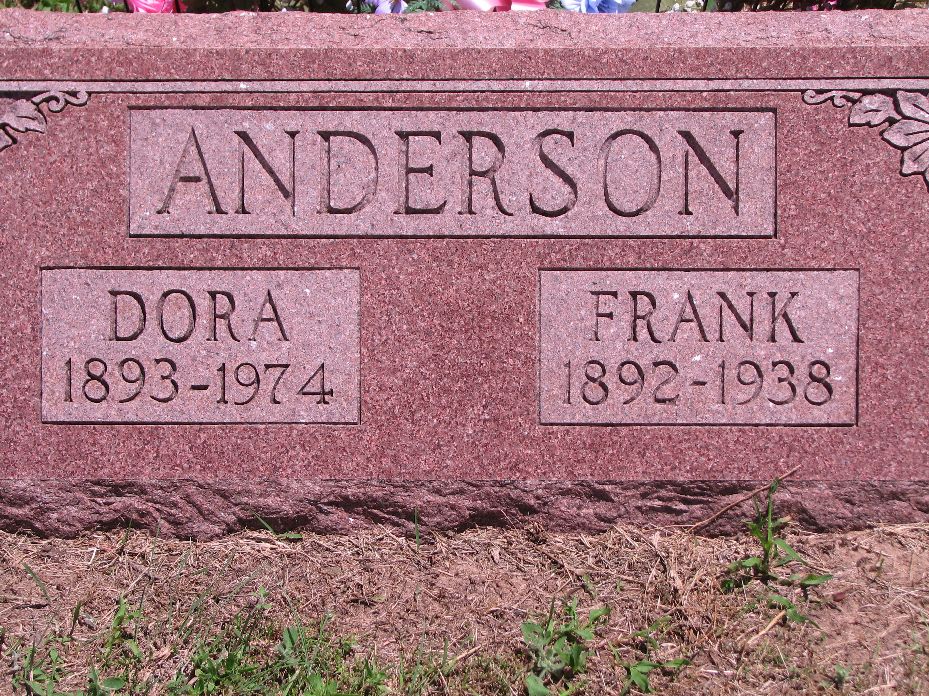 ANDERSON
DORA
1893-1974
FRANK
1892-1938